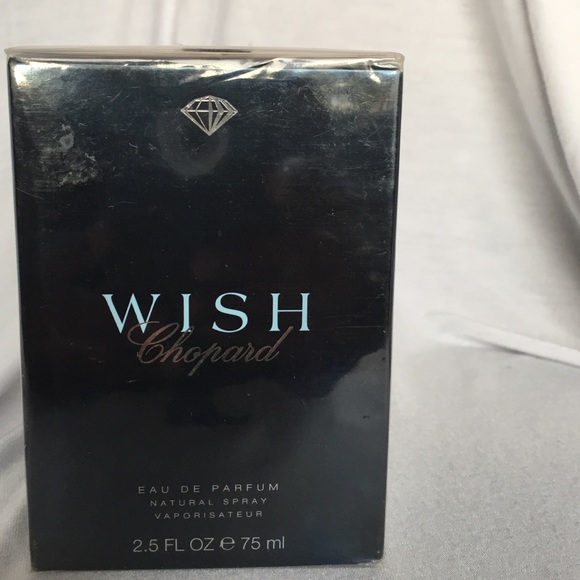 WISH
Chopard
EAU DE PARFUM
NATURAL SPRAY
VAPORISATEUR
2.5 FL OZ ℮ 75 ml